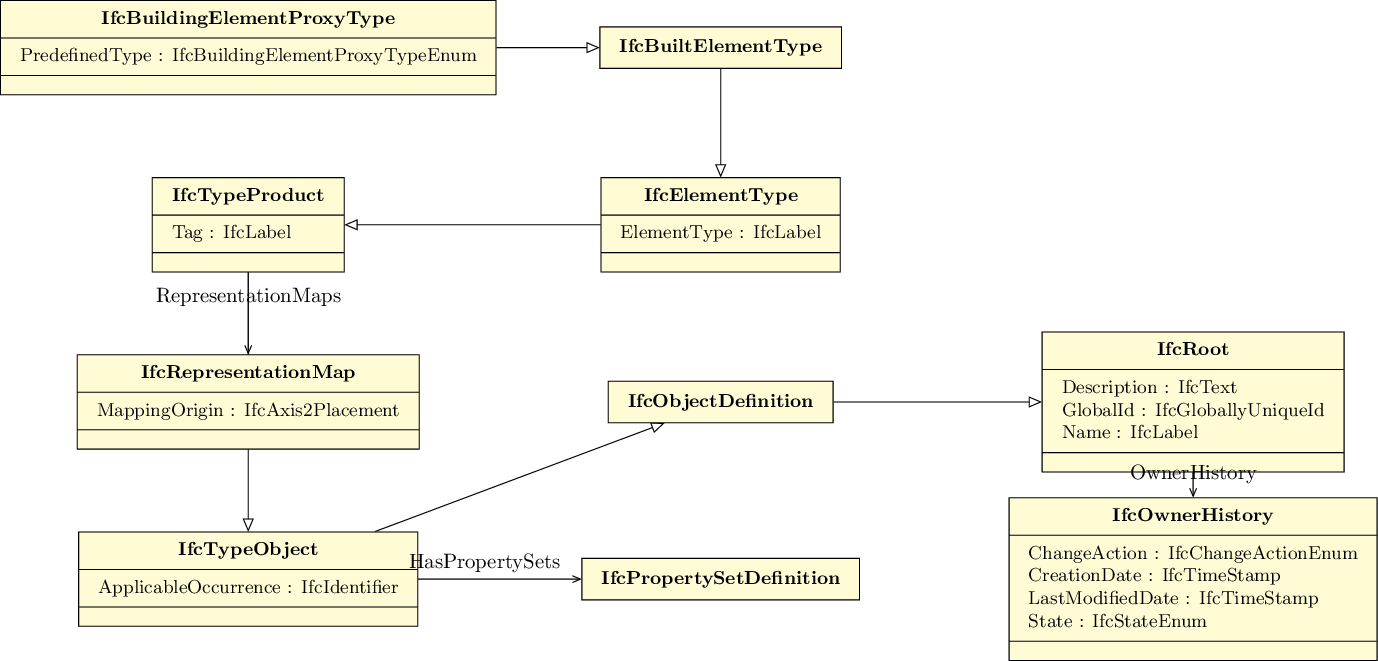 IfcBuildingElementProxyType
PredefinedType : IfcBuildingElementProxyTypeEnum
IfcBuiltElementType
IfcTypeProduct
Tag : IfcLabel
IfcElementType
ElementType : IfcLabel
RepresentationMaps
IfcRepresentationMap
MappingOrigin : IfcAxis2Placement
IfcObjectDefinition
IfcRoot
Description : IfcText
GlobalId : IfcGloballyUniqueId
Name : IfcLabel
OwnerHistory
IfcOwnerHistory
ChangeAction : IfcChangeActionEnum
CreationDate : IfcTimeStamp
LastModifiedDate : IfcTimeStamp
State : IfcStateEnum
IfcTypeObject
ApplicableOccurrence : IfcIdentifier
HasPropertySets
IfcPropertySetDefinition